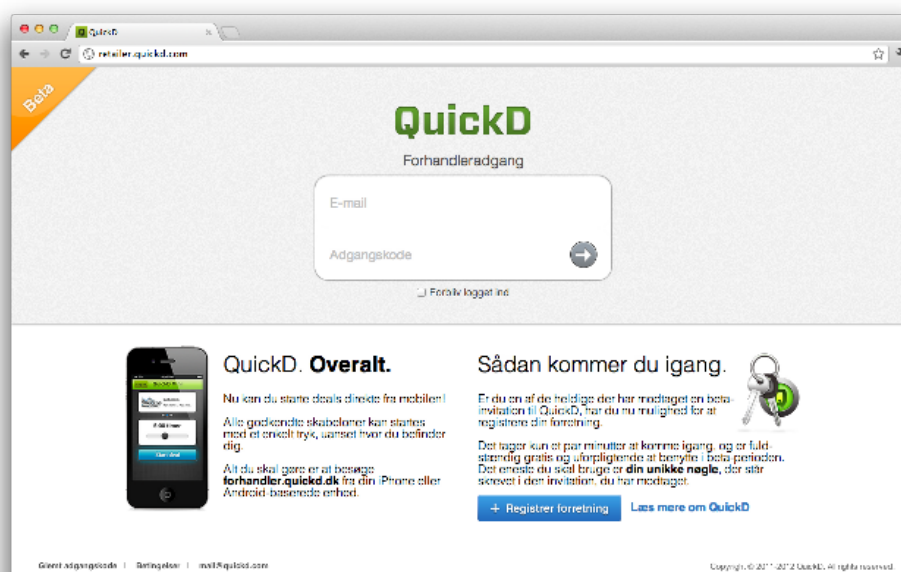 QuickD
retailer.quickd.com
Beta
QuickD
Forhandleradgang
E-mail
Adgangskode
Forbliv logget ind
QuickD. Overalt.
Nu kan du starte deals direkte fra mobilen!
Alle godkendte skabeloner kan startes
med et enkelt tryk, uanset hvor du befinder
dig.
Alt du skal gøre er at besøge
forhandler.quickd.dk fra din iPhone eller
Android-baserede enhed.
Sådan kommer du igang.
Er du en af de heldige der har modtaget en beta-
invitation til QuickD, har du nu mulighed for at
registrere din forretning.
Det tager kun et par minutter at komme igang, og er fuld-
stændig gratis og uforpligtende at benytte i beta-perioden.
Det eneste du skal bruge er din unikke nøgle, der står
skrevet i den invitation, du har modtaget.
+ Registrer forretning
Læs mere om QuickD
Glemt adgangskode | Betingelser | mail@quickd.com
Copyright © 2011-2012 QuickD. All rights reserved.